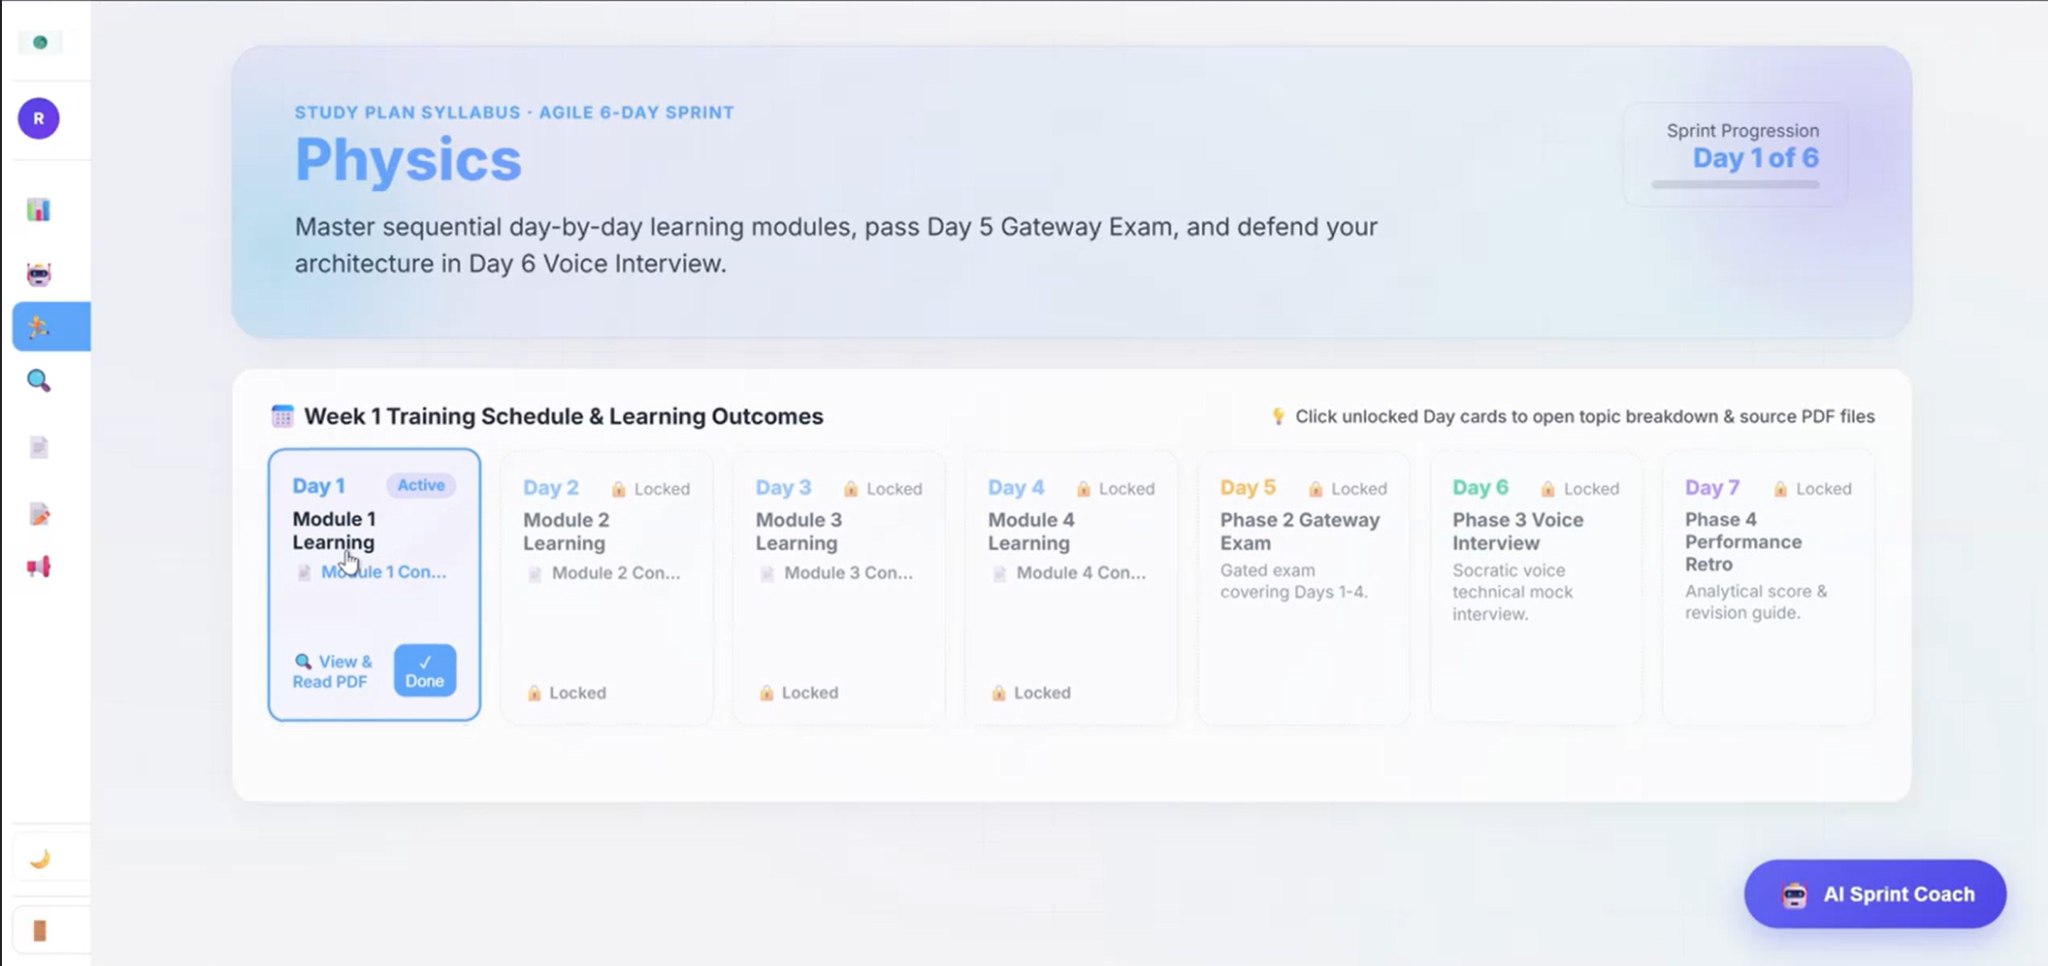 R
STUDY PLAN SYLLABUS · AGILE 6-DAY SPRINT
Physics
Master sequential day-by-day learning modules, pass Day 5 Gateway Exam, and defend your
architecture in Day 6 Voice Interview.
Sprint Progression
Day 1 of 6
Week 1 Training Schedule & Learning Outcomes
Click unlocked Day cards to open topic breakdown & source PDF files
Day 1 Active
Module 1
Learning
Module 1 Con...
View &
Read PDF
✓
Done
Day 2 Locked
Module 2
Learning
Module 2 Con...
Locked
Day 3 Locked
Module 3
Learning
Module 3 Con...
Locked
Day 4 Locked
Module 4
Learning
Module 4 Con...
Locked
Day 5 Locked
Phase 2 Gateway
Exam
Gated exam
covering Days 1-4.
Day 6 Locked
Phase 3 Voice
Interview
Socratic voice
technical mock
interview.
Day 7 Locked
Phase 4
Performance
Retro
Analytical score &
revision guide.
AI Sprint Coach